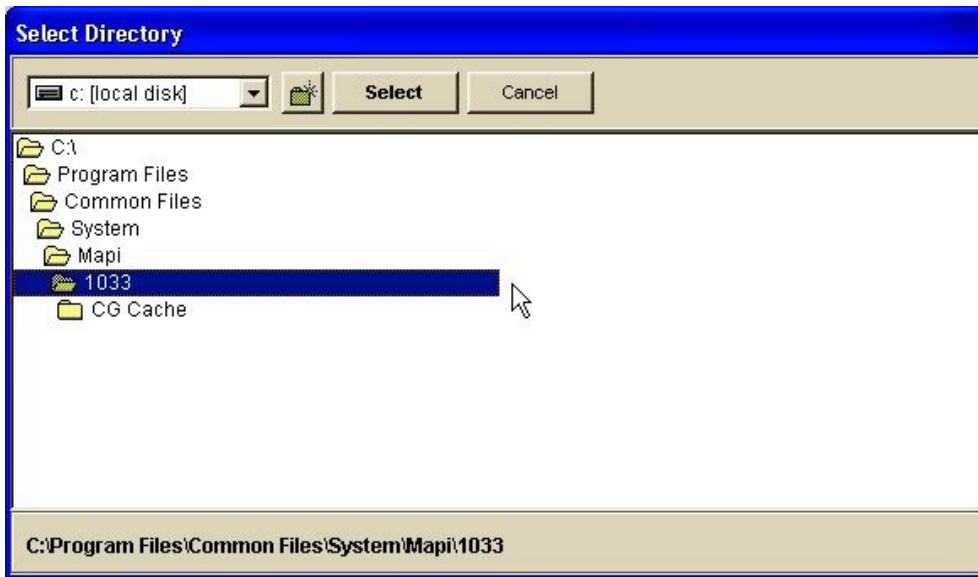 Select Directory
c: [local disk] Select Cancel
C:\
Program Files
Common Files
System
Mapi
1033
CG Cache
C:\Program Files\Common Files\System\Mapi\1033